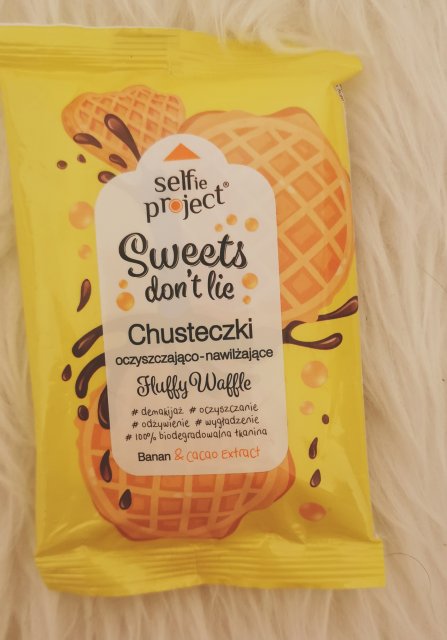 selfie
project®
Sweets
don't lie
Chusteczki
oczyszczająco-nawilżające
Fluffy Waffle
# demakijaż # oczyszczanie
# odżywienie # wygładzenie
# 100% biodegradowalna tkanina
Banan & cacao Extract